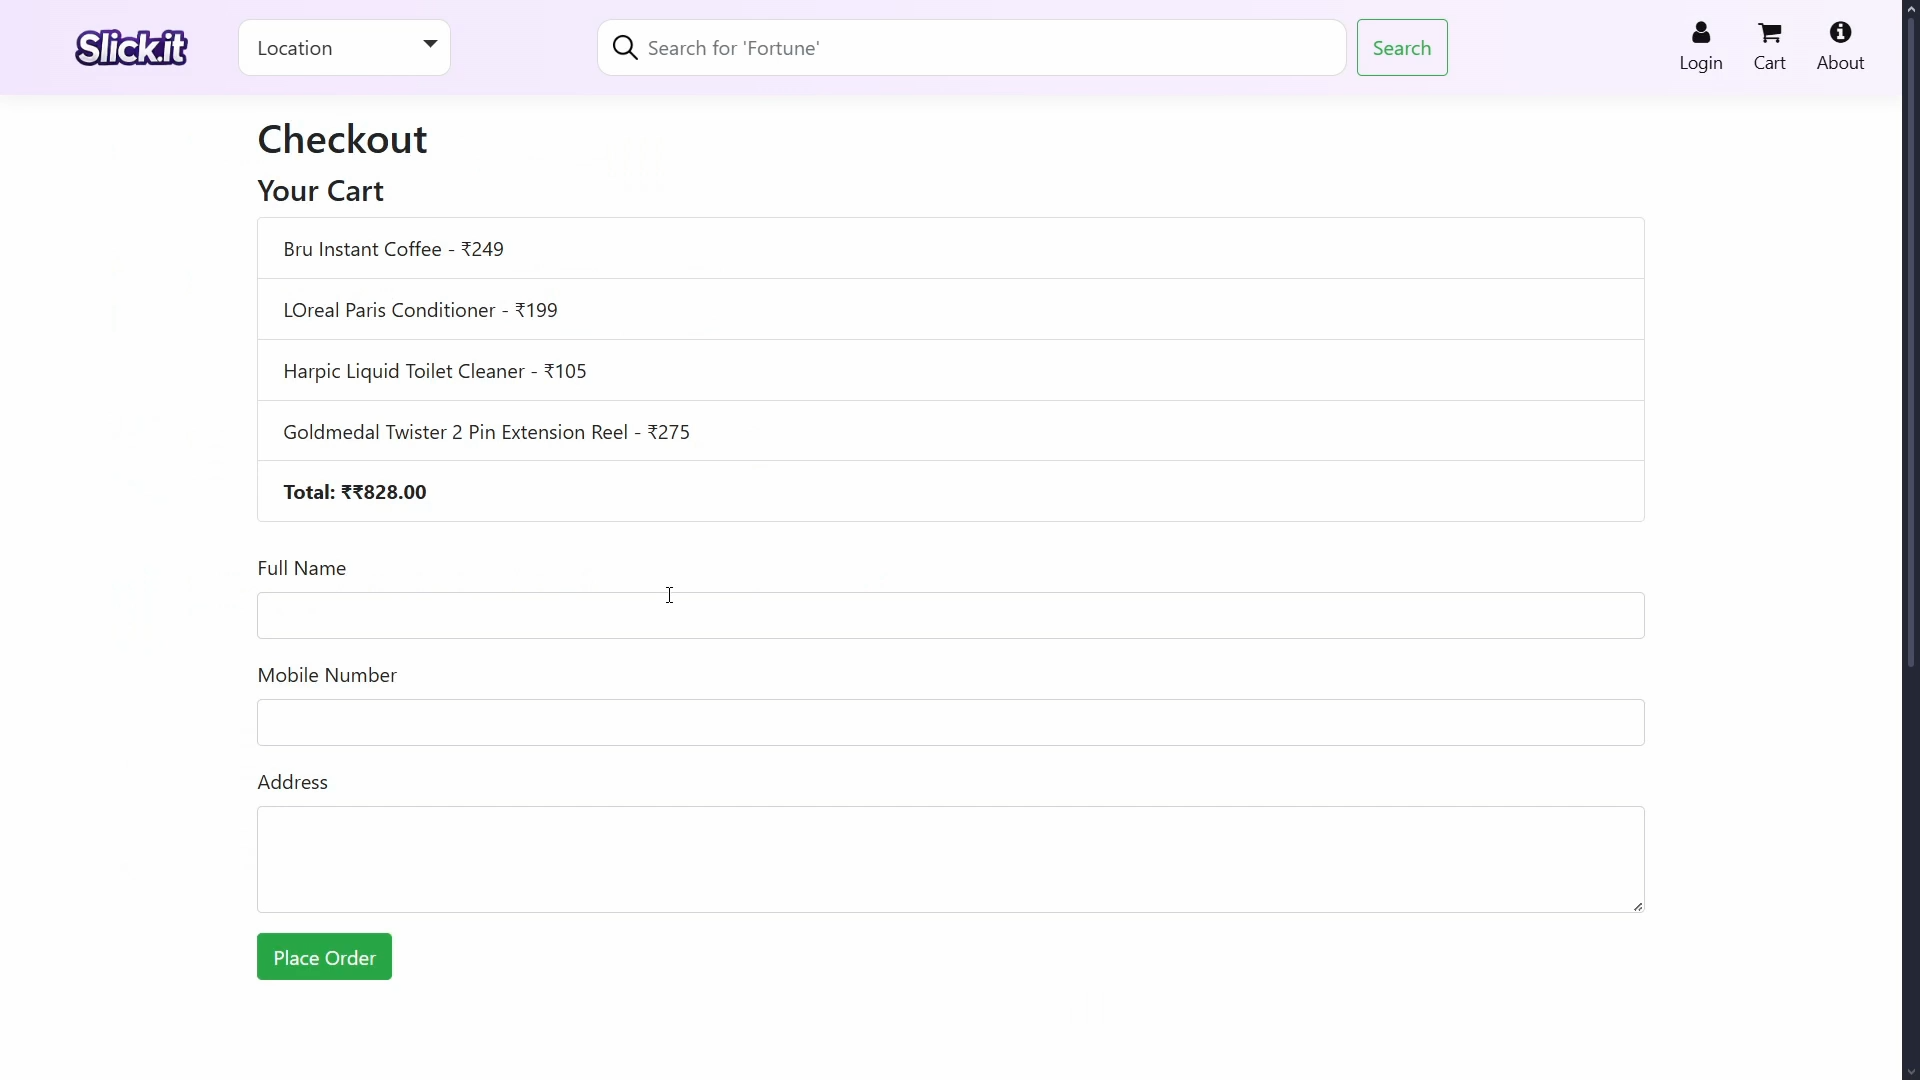 Slick.it
Location
Search for 'Fortune'
Search
Login
Cart
About
Checkout
Your Cart
Bru Instant Coffee - ₹249
LOreal Paris Conditioner - ₹199
Harpic Liquid Toilet Cleaner - ₹105
Goldmedal Twister 2 Pin Extension Reel - ₹275
Total: ₹₹828.00
Full Name
Mobile Number
Address
Place Order